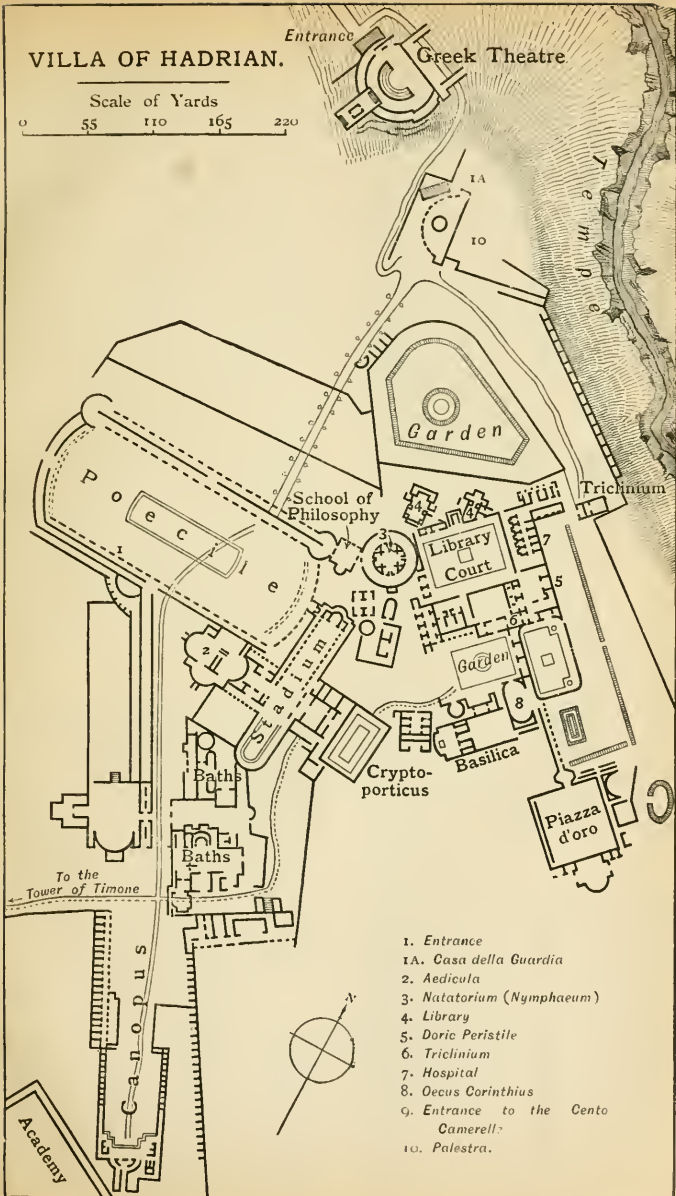 VILLA OF HADRIAN.
Scale of Yards
0 55 110 165 220
Entrance
Greek Theatre
Tempe
1A
10
Garden
Poecile
School of
Philosophy
Triclinium
4
4
3
Library
Court
7
5
6
1
2
Stadium
Garden
8
Basilica
Crypto-
porticus
Baths
Piazza
d'oro
Baths
To the
Tower of Timone
Canopus
Academy
N
1. Entrance
1A. Casa della Guardia
2. Aedicula
3. Natatorium (Nymphaeum)
4. Library
5. Doric Peristile
6. Triclinium
7. Hospital
8. Oecus Corinthius
9. Entrance to the Cento
10. Palestra.